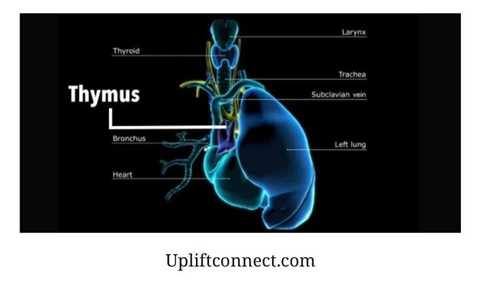 Larynx
Thyroid
Trachea
Thymus
Subclavian vein
Bronchus
Left lung
Heart
Upliftconnect.com